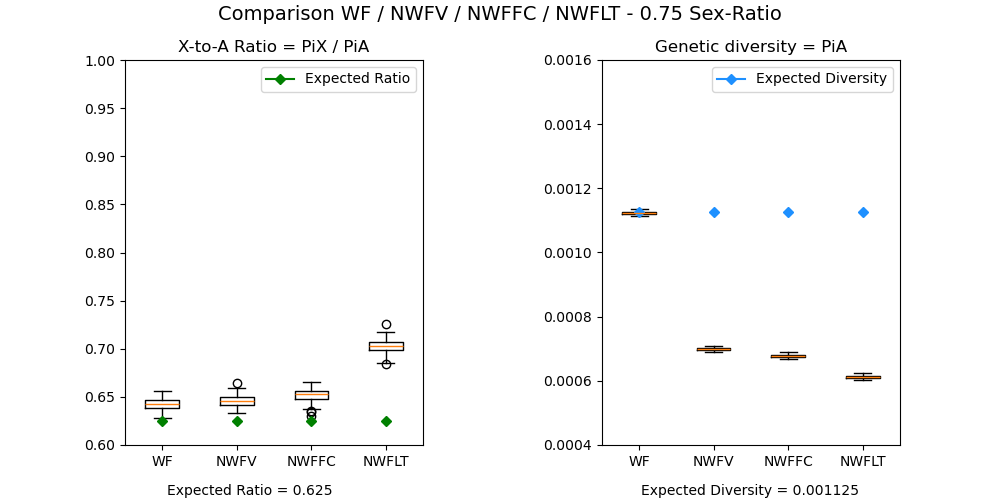 Comparison WF / NWFV / NWFFC / NWFLT - 0.75 Sex-Ratio
X-to-A Ratio = PiX / PiA
Expected Ratio
1.00
0.95
0.90
0.85
0.80
0.75
0.70
0.65
0.60
WF NWFV NWFFC NWFLT
Expected Ratio = 0.625
Genetic diversity = PiA
Expected Diversity
0.0016
0.0014
0.0012
0.0010
0.0008
0.0006
0.0004
WF NWFV NWFFC NWFLT
Expected Diversity = 0.001125